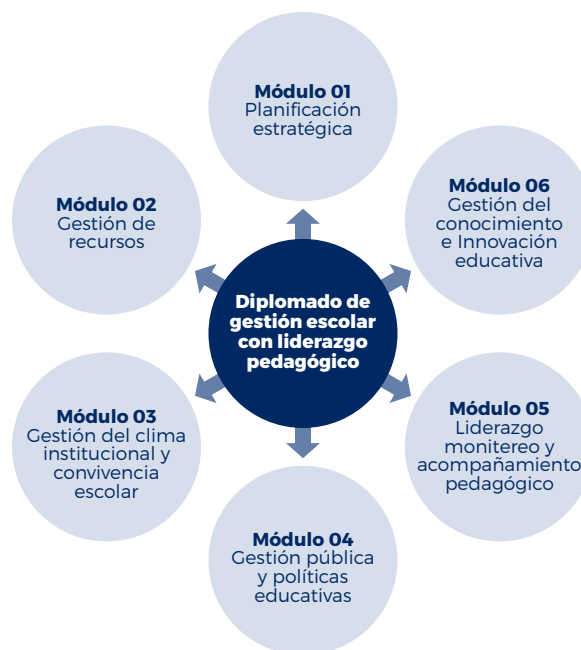 Módulo 01
Planificación
estratégica
Módulo 02
Gestión de
recursos
Módulo 06
Gestión del
conocimiento
e Innovación
educativa
Diplomado de
gestión escolar
con liderazgo
pedagógico
Módulo 03
Gestión del clima
institucional y
convivencia
escolar
Módulo 05
Liderazgo
monitereo y
acompañamiento
pedagógico
Módulo 04
Gestión pública
y políticas
educativas